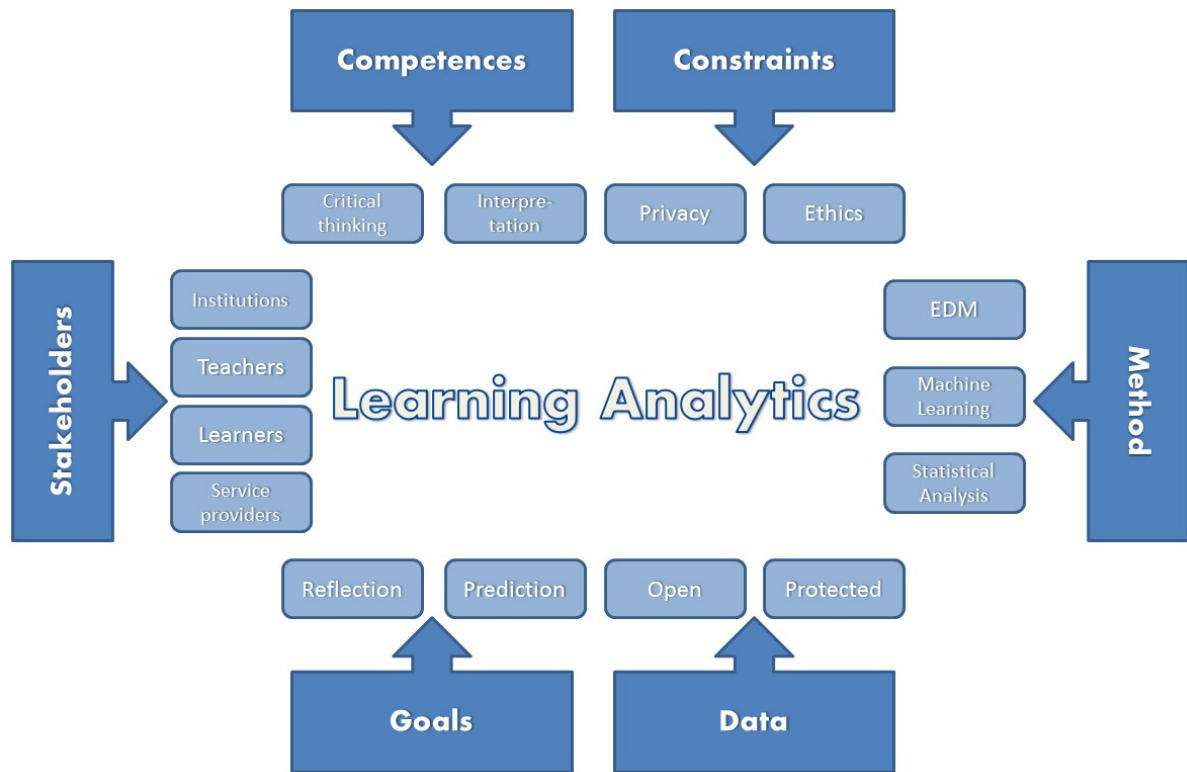 Competences
Constraints
Critical
thinking
Interpre-
tation
Privacy
Ethics
Stakeholders
Institutions
Teachers
Learners
Service
providers
Learning Analytics
EDM
Machine
Learning
Statistical
Analysis
Method
Reflection
Prediction
Open
Protected
Goals
Data